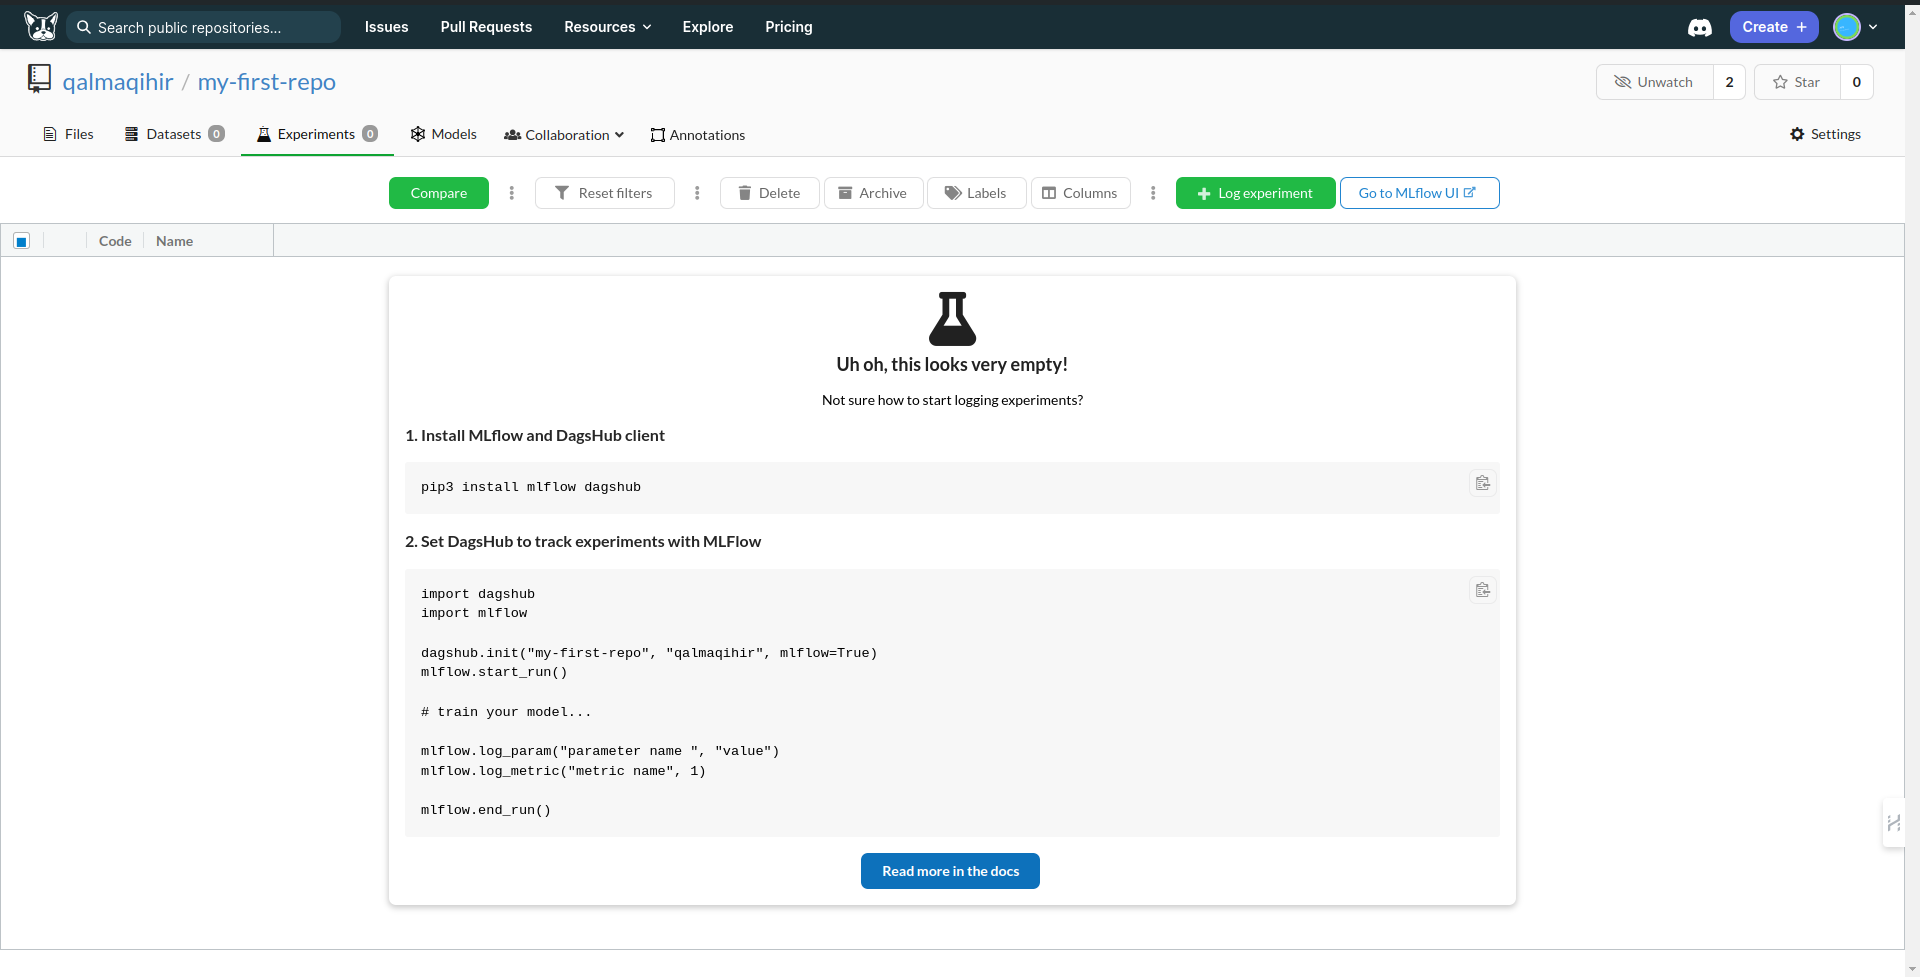 Search public repositories...
Issues
Pull Requests
Resources
Explore
Pricing
Create +
qalmaqihir / my-first-repo
Unwatch 2
Star 0
Files
Datasets 0
Experiments 0
Models
Collaboration
Annotations
Settings
Compare
Reset filters
Delete
Archive
Labels
Columns
Log experiment
Go to MLflow UI
Code
Name
Uh oh, this looks very empty!
Not sure how to start logging experiments?
1. Install MLflow and DagsHub client
pip3 install mlflow dagshub
2. Set DagsHub to track experiments with MLFlow
import dagshub
import mlflow
dagshub.init("my-first-repo", "qalmaqihir", mlflow=True)
mlflow.start_run()
# train your model...
mlflow.log_param("parameter name ", "value")
mlflow.log_metric("metric name", 1)
mlflow.end_run()
Read more in the docs